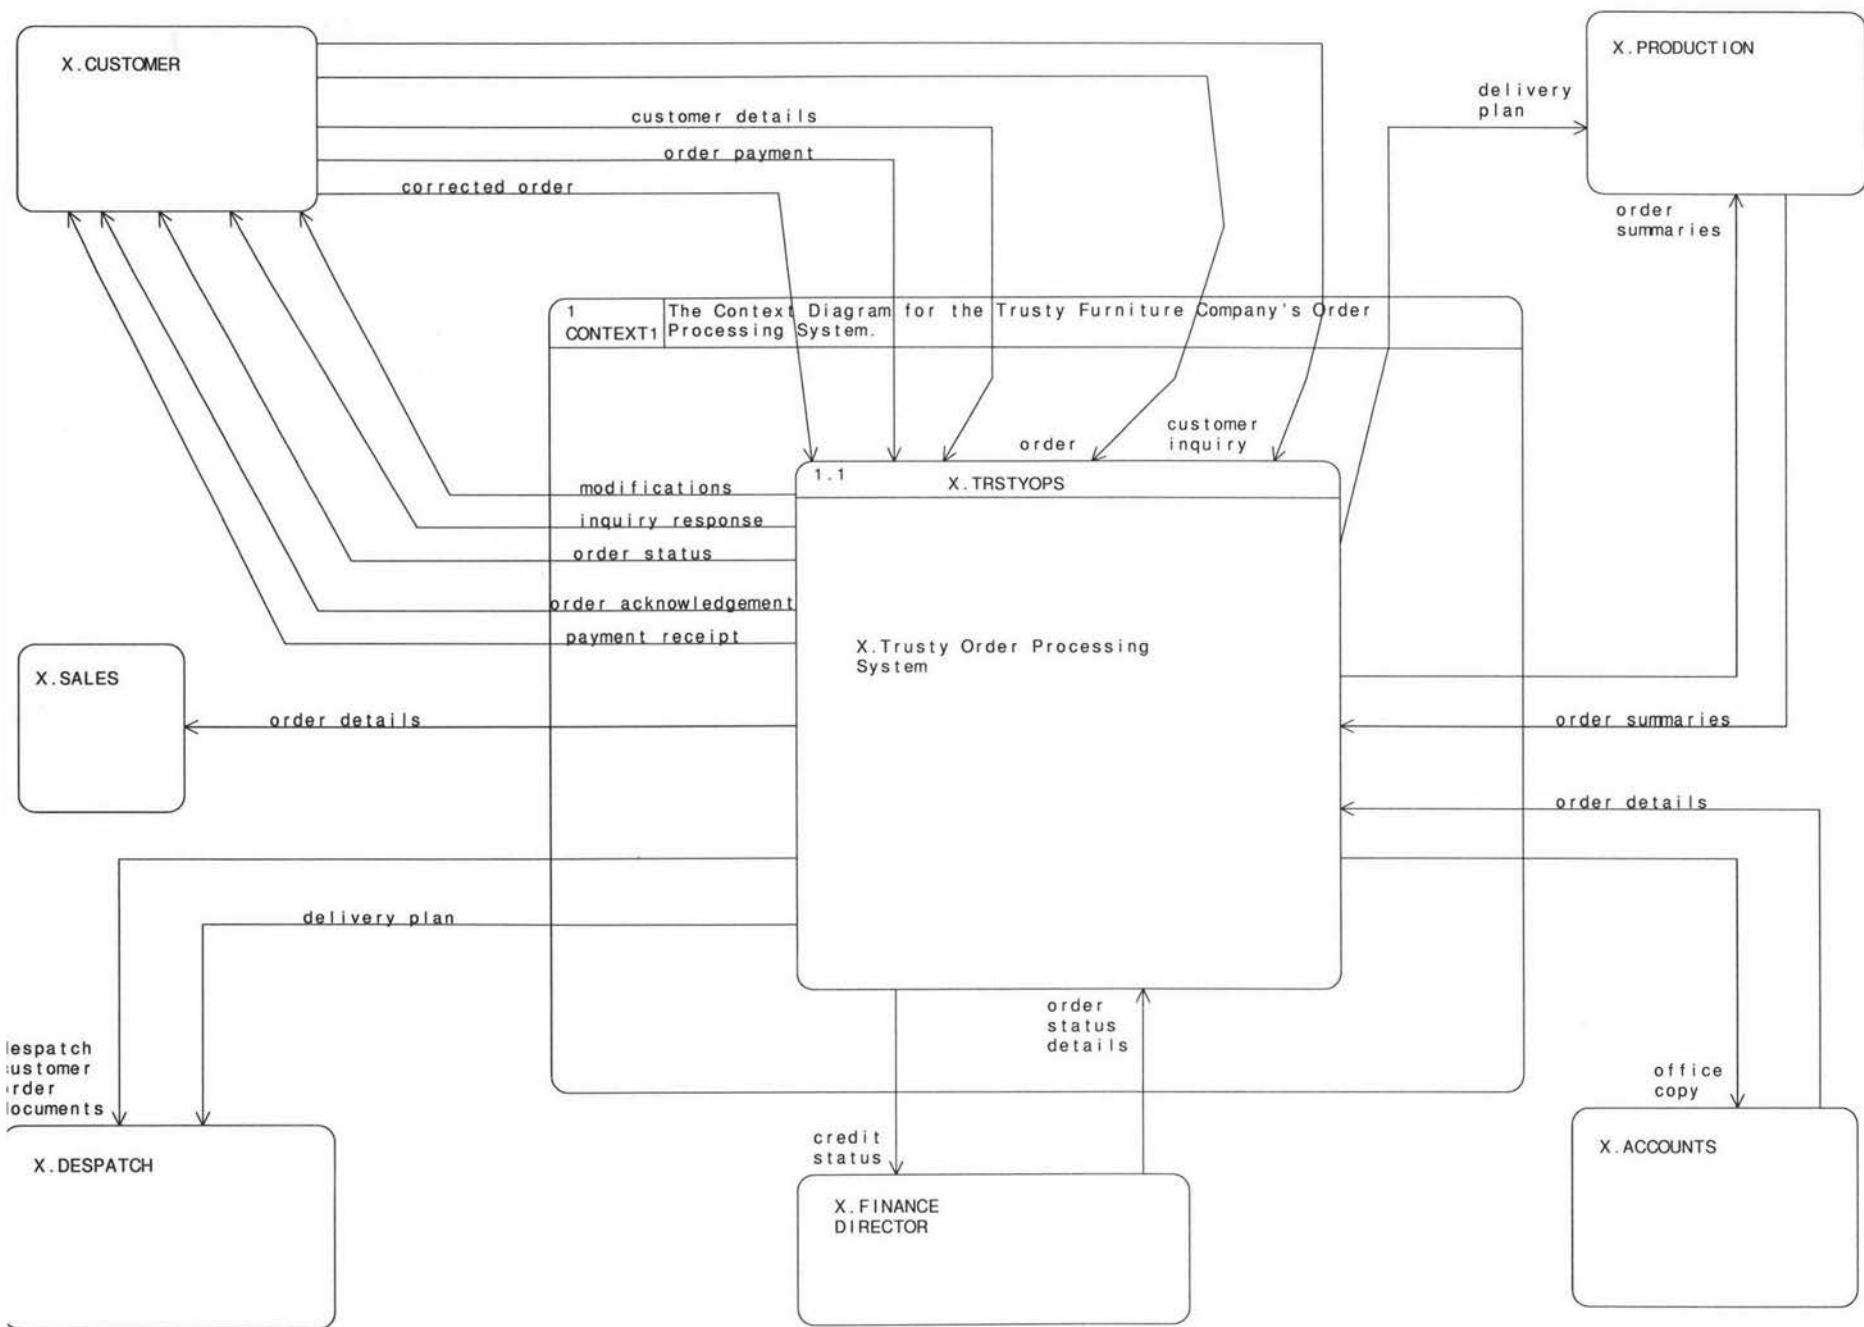 X.CUSTOMER
X.PRODUCTION
delivery
plan
customer details
order payment
corrected order
order
summaries
1
CONTEXT1
The Context Diagram for the Trusty Furniture Company's Order
Processing System.
customer
inquiry
order
1.1
X.TRSTYOPS
modifications
inquiry response
order status
order acknowledgement
payment receipt
X.Trusty Order Processing
System
X.SALES
order details
order summaries
order details
delivery plan
order
status
details
office
copy
credit
status
X.DESPATCH
X.ACCOUNTS
X.FINANCE
DIRECTOR